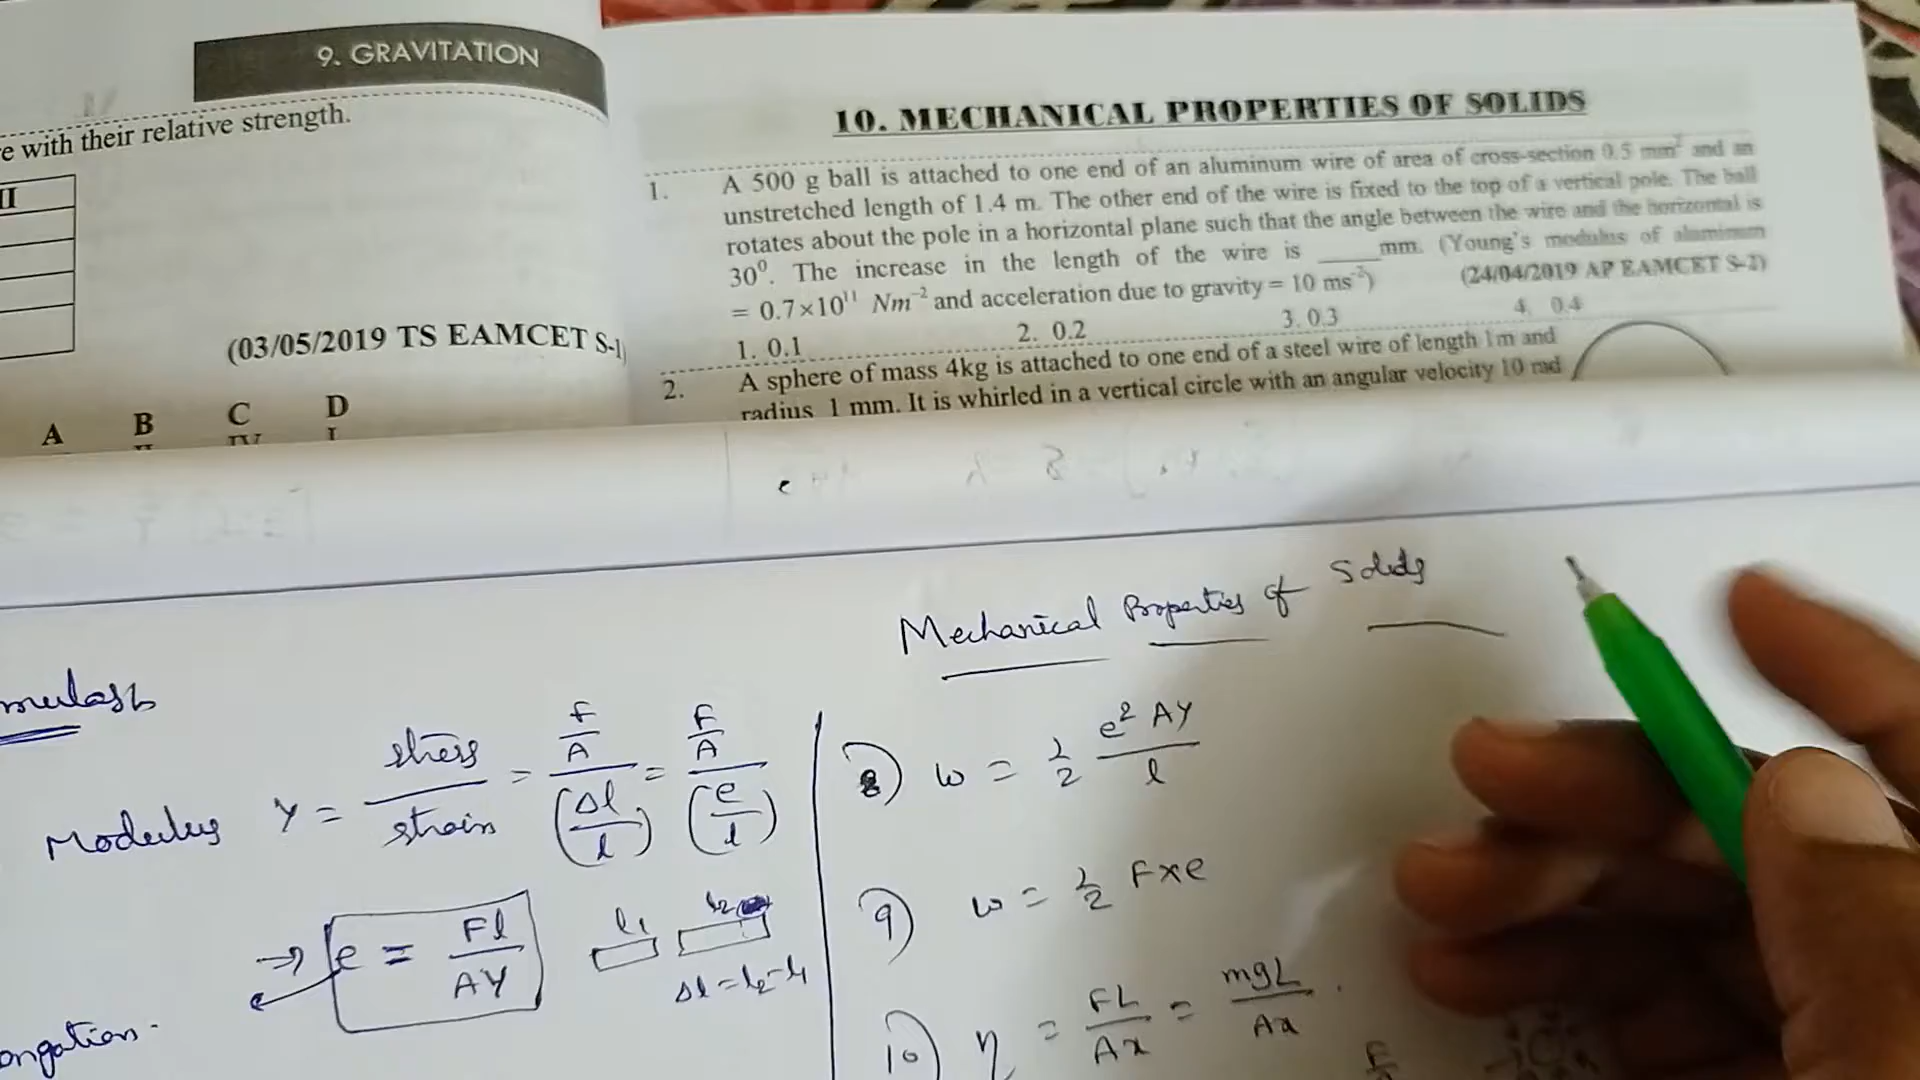 9. GRAVITATION
e with their relative strength.
II
(03/05/2019 TS EAMCET S-1)
A B C D
II IV I
10. MECHANICAL PROPERTIES OF SOLIDS
1. A 500 g ball is attached to one end of an aluminum wire of area of cross-section 0.5 mm² and an
unstretched length of 1.4 m. The other end of the wire is fixed to the top of a vertical pole. The ball
rotates about the pole in a horizontal plane such that the angle between the wire and the horizontal is
30⁰. The increase in the length of the wire is ____mm. (Young's modulus of aluminum
= 0.7×10¹¹ Nm⁻² and acceleration due to gravity = 10 ms⁻²) (24/04/2019 AP EAMCET S-2)
1. 0.1 2. 0.2 3. 0.3 4. 0.4
2. A sphere of mass 4kg is attached to one end of a steel wire of length 1m and
radius 1 mm. It is whirled in a vertical circle with an angular velocity 10 rad
Mechanical Properties of Solids
Modulus Y = stress/strain = (F/A)/(Δl/l) = (F/A)/(e/l)
→ e = Fl/AY
l₁ l₂
Δl = l₂-l₁
ongation.
8) w = 1/2 e² AY/l
9) w = 1/2 F×e
10) η = FL/Ax = mgL/Ax .
F